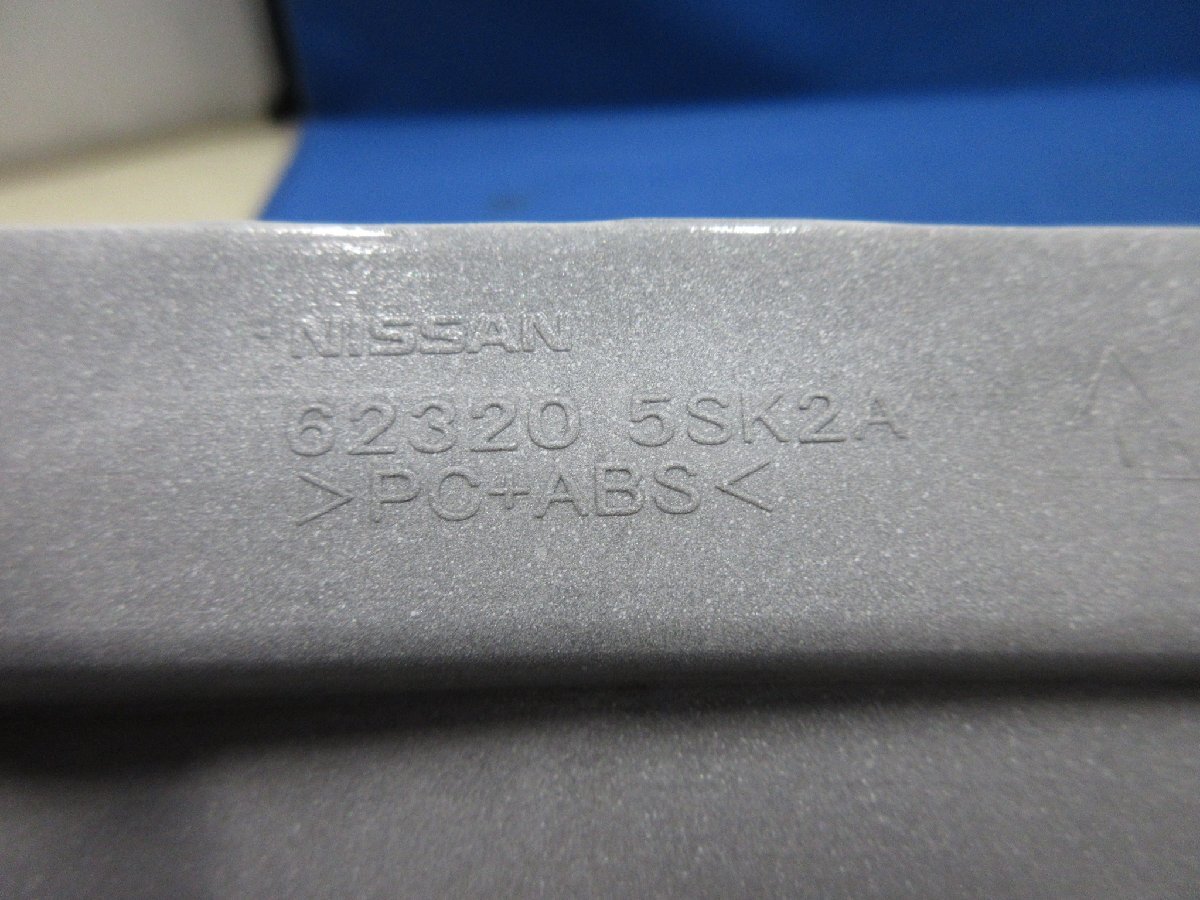 NISSAN
62320 5SK2A
>PC+ABS<